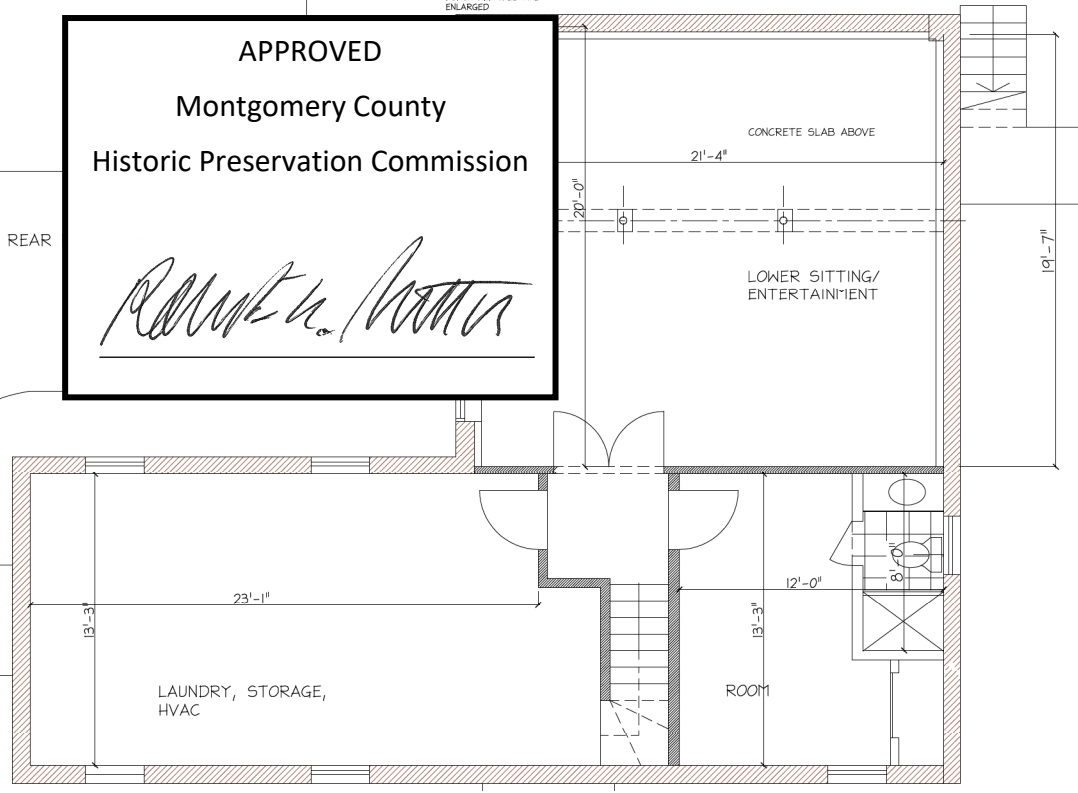 ENLARGED
APPROVED
Montgomery County
Historic Preservation Commission
CONCRETE SLAB ABOVE
21'-4"
20'-0"
19'-7"
REAR
LOWER SITTING/
ENTERTAINMENT
23'-1"
13'-3"
12'-0"
13'-3"
8'-0"
LAUNDRY, STORAGE,
HVAC
ROOM